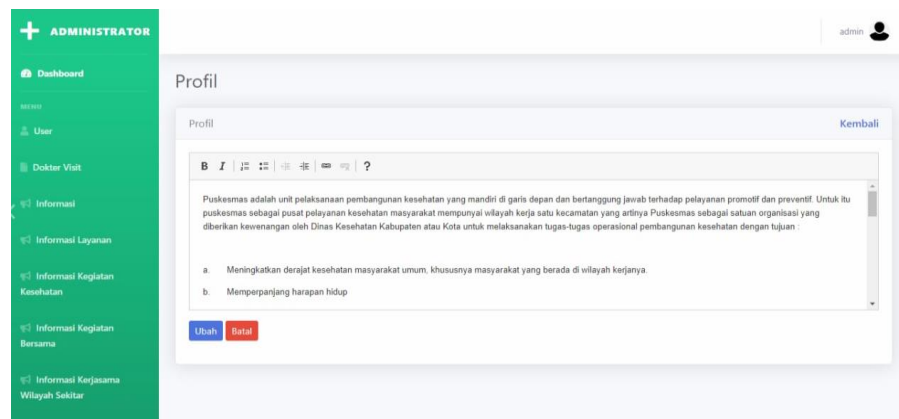 ADMINISTRATOR
admin
Dashboard
MENU
User
Dokter Visit
Informasi
Informasi Layanan
Informasi Kegiatan
Kesehatan
Informasi Kegiatan
Bersama
Informasi Kerjasama
Wilayah Sekitar
Profil
Profil
Kembali
B I ?
Puskesmas adalah unit pelaksanaan pembangunan kesehatan yang mandiri di garis depan dan bertanggung jawab terhadap pelayanan promotif dan preventif. Untuk itu
puskesmas sebagai pusat pelayanan kesehatan masyarakat mempunyai wilayah kerja satu kecamatan yang artinya Puskesmas sebagai satuan organisasi yang
diberikan kewenangan oleh Dinas Kesehatan Kabupaten atau Kota untuk melaksanakan tugas-tugas operasional pembangunan kesehatan dengan tujuan :
a. Meningkatkan derajat kesehatan masyarakat umum, khususnya masyarakat yang berada di wilayah kerjanya.
b. Memperpanjang harapan hidup
Ubah Batal